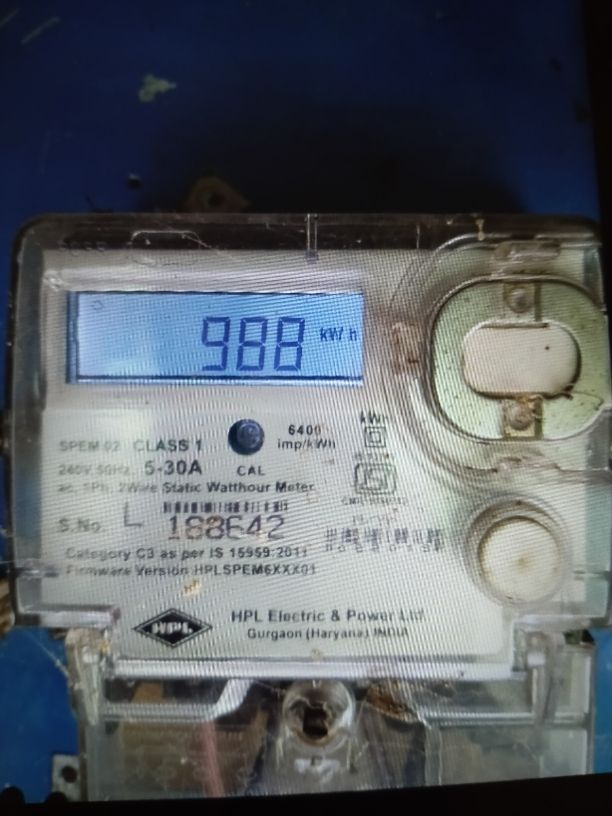 988 kWh
6400
imp/kWh
SPEM 02 CLASS 1
240V 50Hz, 5-30A
CAL
ac, 1Ph, 2Wire Static Watthour Meter
S.No. L 188642
Category C3 as per IS 15959:2011
Firmware Version HPLSPEM6XXX01
HPL
HPL Electric & Power Ltd.
Gurgaon (Haryana) INDIA